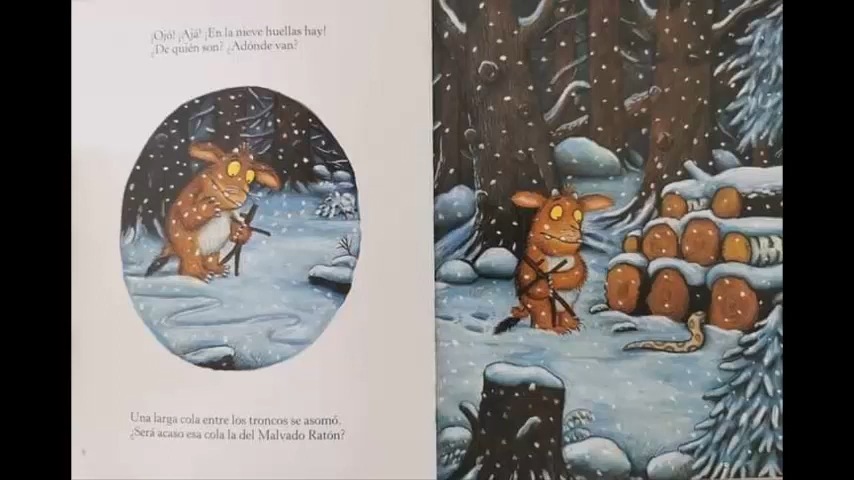 ¡Ojó! ¡Ajá! ¡En la nieve huellas hay!
¿De quién son? ¿Adónde van?
Una larga cola entre los troncos se asomó.
¿Será acaso esa cola la del Malvado Ratón?